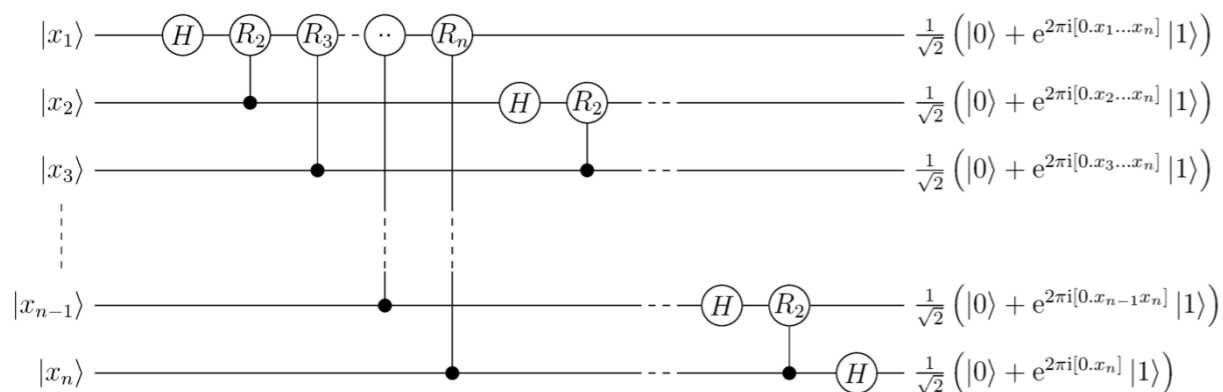 |x₁⟩ H R₂ R₃ ·· Rₙ 1/√2 (|0⟩ + e^{2πi[0.x₁…xₙ]} |1⟩)
|x₂⟩ H R₂ 1/√2 (|0⟩ + e^{2πi[0.x₂…xₙ]} |1⟩)
|x₃⟩ 1/√2 (|0⟩ + e^{2πi[0.x₃…xₙ]} |1⟩)
|xₙ₋₁⟩ H R₂ 1/√2 (|0⟩ + e^{2πi[0.xₙ₋₁xₙ]} |1⟩)
|xₙ⟩ H 1/√2 (|0⟩ + e^{2πi[0.xₙ]} |1⟩)